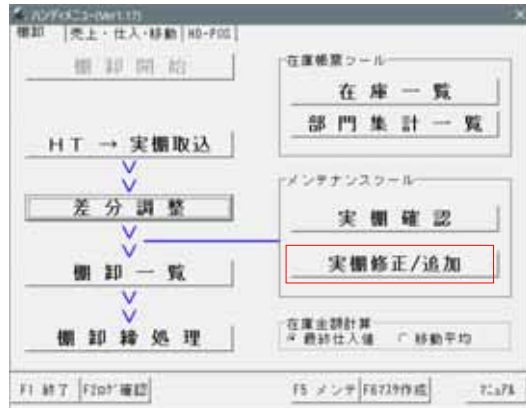 ハンディメニュー(Ver1.17)
棚卸 売上・仕入・移動 HD-POS
棚卸開始
HT → 実棚取込
差分調整
棚卸一覧
棚卸締処理
在庫帳票ツール
在庫一覧
部門集計一覧
メンテナンスツール
実棚確認
実棚修正/追加
在庫金額計算
最終仕入値 移動平均
F1 終了 F2ログ確認 F5 メンテ F6マスタ作成 マニュアル